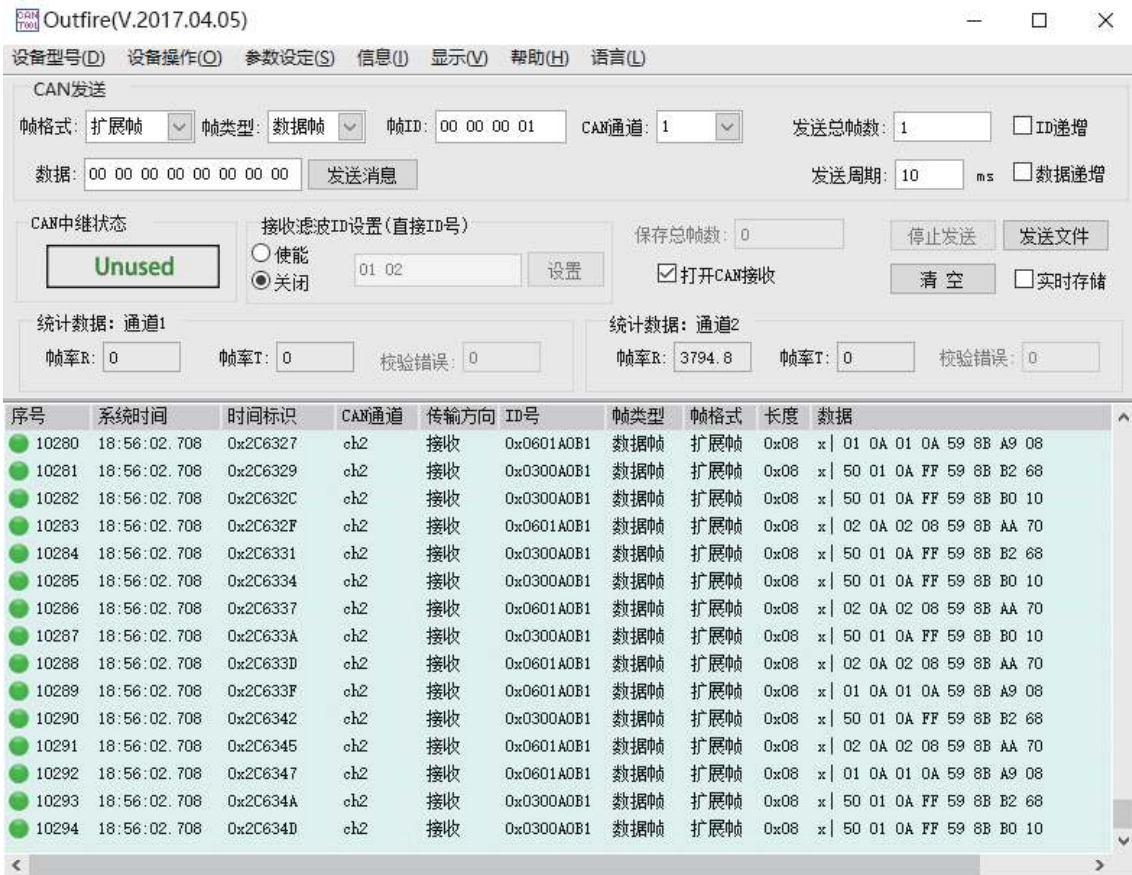 CAN TOOL Outfire(V.2017.04.05)
设备型号(D) 设备操作(O) 参数设定(S) 信息(I) 显示(V) 帮助(H) 语言(L)
CAN发送
帧格式: 扩展帧 帧类型: 数据帧 帧ID: 00 00 00 01 CAN通道: 1 发送总帧数: 1 ID递增
数据: 00 00 00 00 00 00 00 00 发送消息 发送周期: 10 ms 数据递增
CAN中继状态 接收滤波ID设置(直接ID号) 保存总帧数: 0 停止发送 发送文件
Unused 使能 01 02 设置 打开CAN接收 清 空 实时存储
关闭
统计数据: 通道1 统计数据: 通道2
帧率R: 0 帧率T: 0 校验错误: 0 帧率R: 3794.8 帧率T: 0 校验错误: 0
序号 系统时间 时间标识 CAN通道 传输方向 ID号 帧类型 帧格式 长度 数据
10280 18:56:02.708 0x2C6327 ch2 接收 0x0601A0B1 数据帧 扩展帧 0x08 x| 01 0A 01 0A 59 8B A9 08
10281 18:56:02.708 0x2C6329 ch2 接收 0x0300A0B1 数据帧 扩展帧 0x08 x| 50 01 0A FF 59 8B B2 68
10282 18:56:02.708 0x2C632C ch2 接收 0x0300A0B1 数据帧 扩展帧 0x08 x| 50 01 0A FF 59 8B B0 10
10283 18:56:02.708 0x2C632F ch2 接收 0x0601A0B1 数据帧 扩展帧 0x08 x| 02 0A 02 08 59 8B AA 70
10284 18:56:02.708 0x2C6331 ch2 接收 0x0300A0B1 数据帧 扩展帧 0x08 x| 50 01 0A FF 59 8B B2 68
10285 18:56:02.708 0x2C6334 ch2 接收 0x0300A0B1 数据帧 扩展帧 0x08 x| 50 01 0A FF 59 8B B0 10
10286 18:56:02.708 0x2C6337 ch2 接收 0x0601A0B1 数据帧 扩展帧 0x08 x| 02 0A 02 08 59 8B AA 70
10287 18:56:02.708 0x2C633A ch2 接收 0x0300A0B1 数据帧 扩展帧 0x08 x| 50 01 0A FF 59 8B B0 10
10288 18:56:02.708 0x2C633D ch2 接收 0x0601A0B1 数据帧 扩展帧 0x08 x| 02 0A 02 08 59 8B AA 70
10289 18:56:02.708 0x2C633F ch2 接收 0x0601A0B1 数据帧 扩展帧 0x08 x| 01 0A 01 0A 59 8B A9 08
10290 18:56:02.708 0x2C6342 ch2 接收 0x0300A0B1 数据帧 扩展帧 0x08 x| 50 01 0A FF 59 8B B2 68
10291 18:56:02.708 0x2C6345 ch2 接收 0x0601A0B1 数据帧 扩展帧 0x08 x| 02 0A 02 08 59 8B AA 70
10292 18:56:02.708 0x2C6347 ch2 接收 0x0601A0B1 数据帧 扩展帧 0x08 x| 01 0A 01 0A 59 8B A9 08
10293 18:56:02.708 0x2C634A ch2 接收 0x0300A0B1 数据帧 扩展帧 0x08 x| 50 01 0A FF 59 8B B2 68
10294 18:56:02.708 0x2C634D ch2 接收 0x0300A0B1 数据帧 扩展帧 0x08 x| 50 01 0A FF 59 8B B0 10